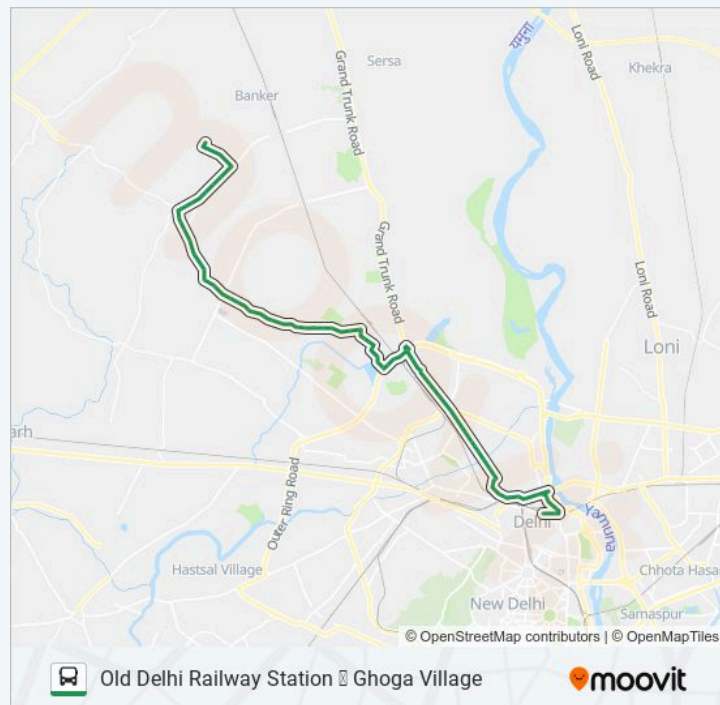 यमुना
Loni Road
Grand Trunk Road
Sersa
Khekra
Banker
Grand Trunk Road
Loni Road
Loni
arh
Outer Ring Road
Delhi
Yamuna
Hastsal Village
Chhota Hasar
New Delhi
Samaspur
© OpenStreetMap contributors | © OpenMapTiles
Old Delhi Railway Station Ghoga Village
moovit